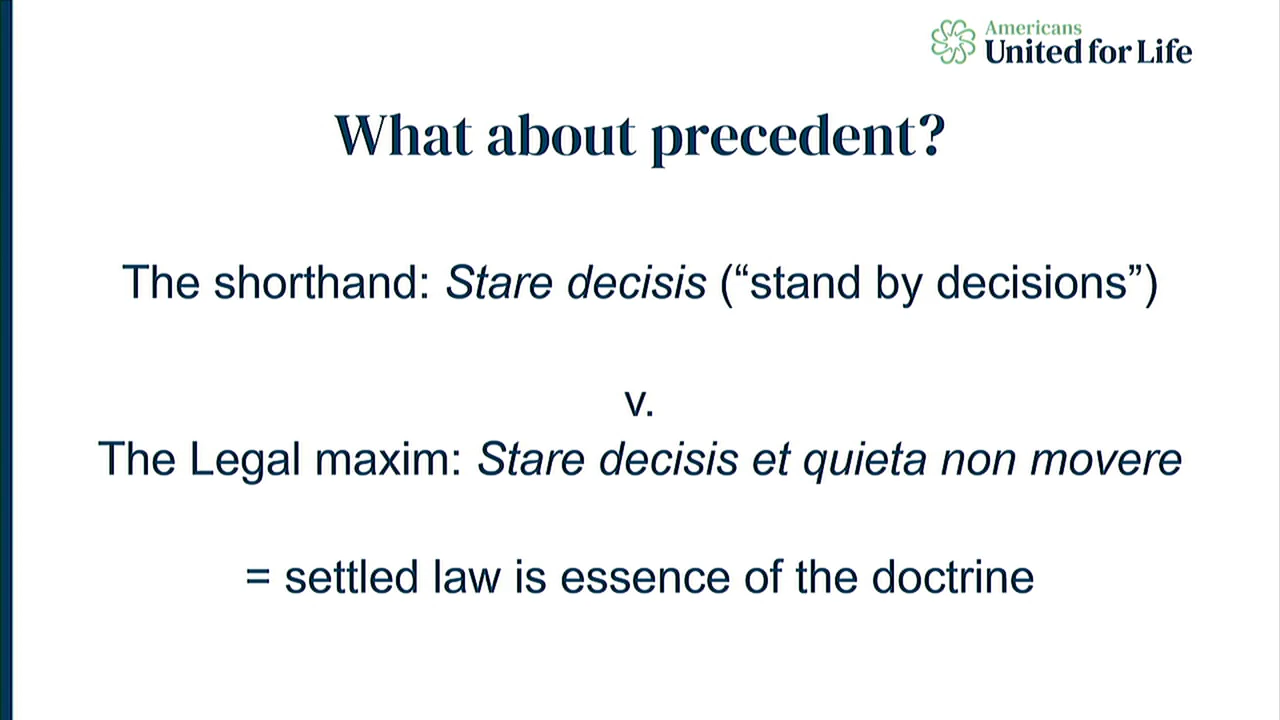 Americans
United for Life
What about precedent?
The shorthand: Stare decisis (“stand by decisions”)
v.
The Legal maxim: Stare decisis et quieta non movere
= settled law is essence of the doctrine